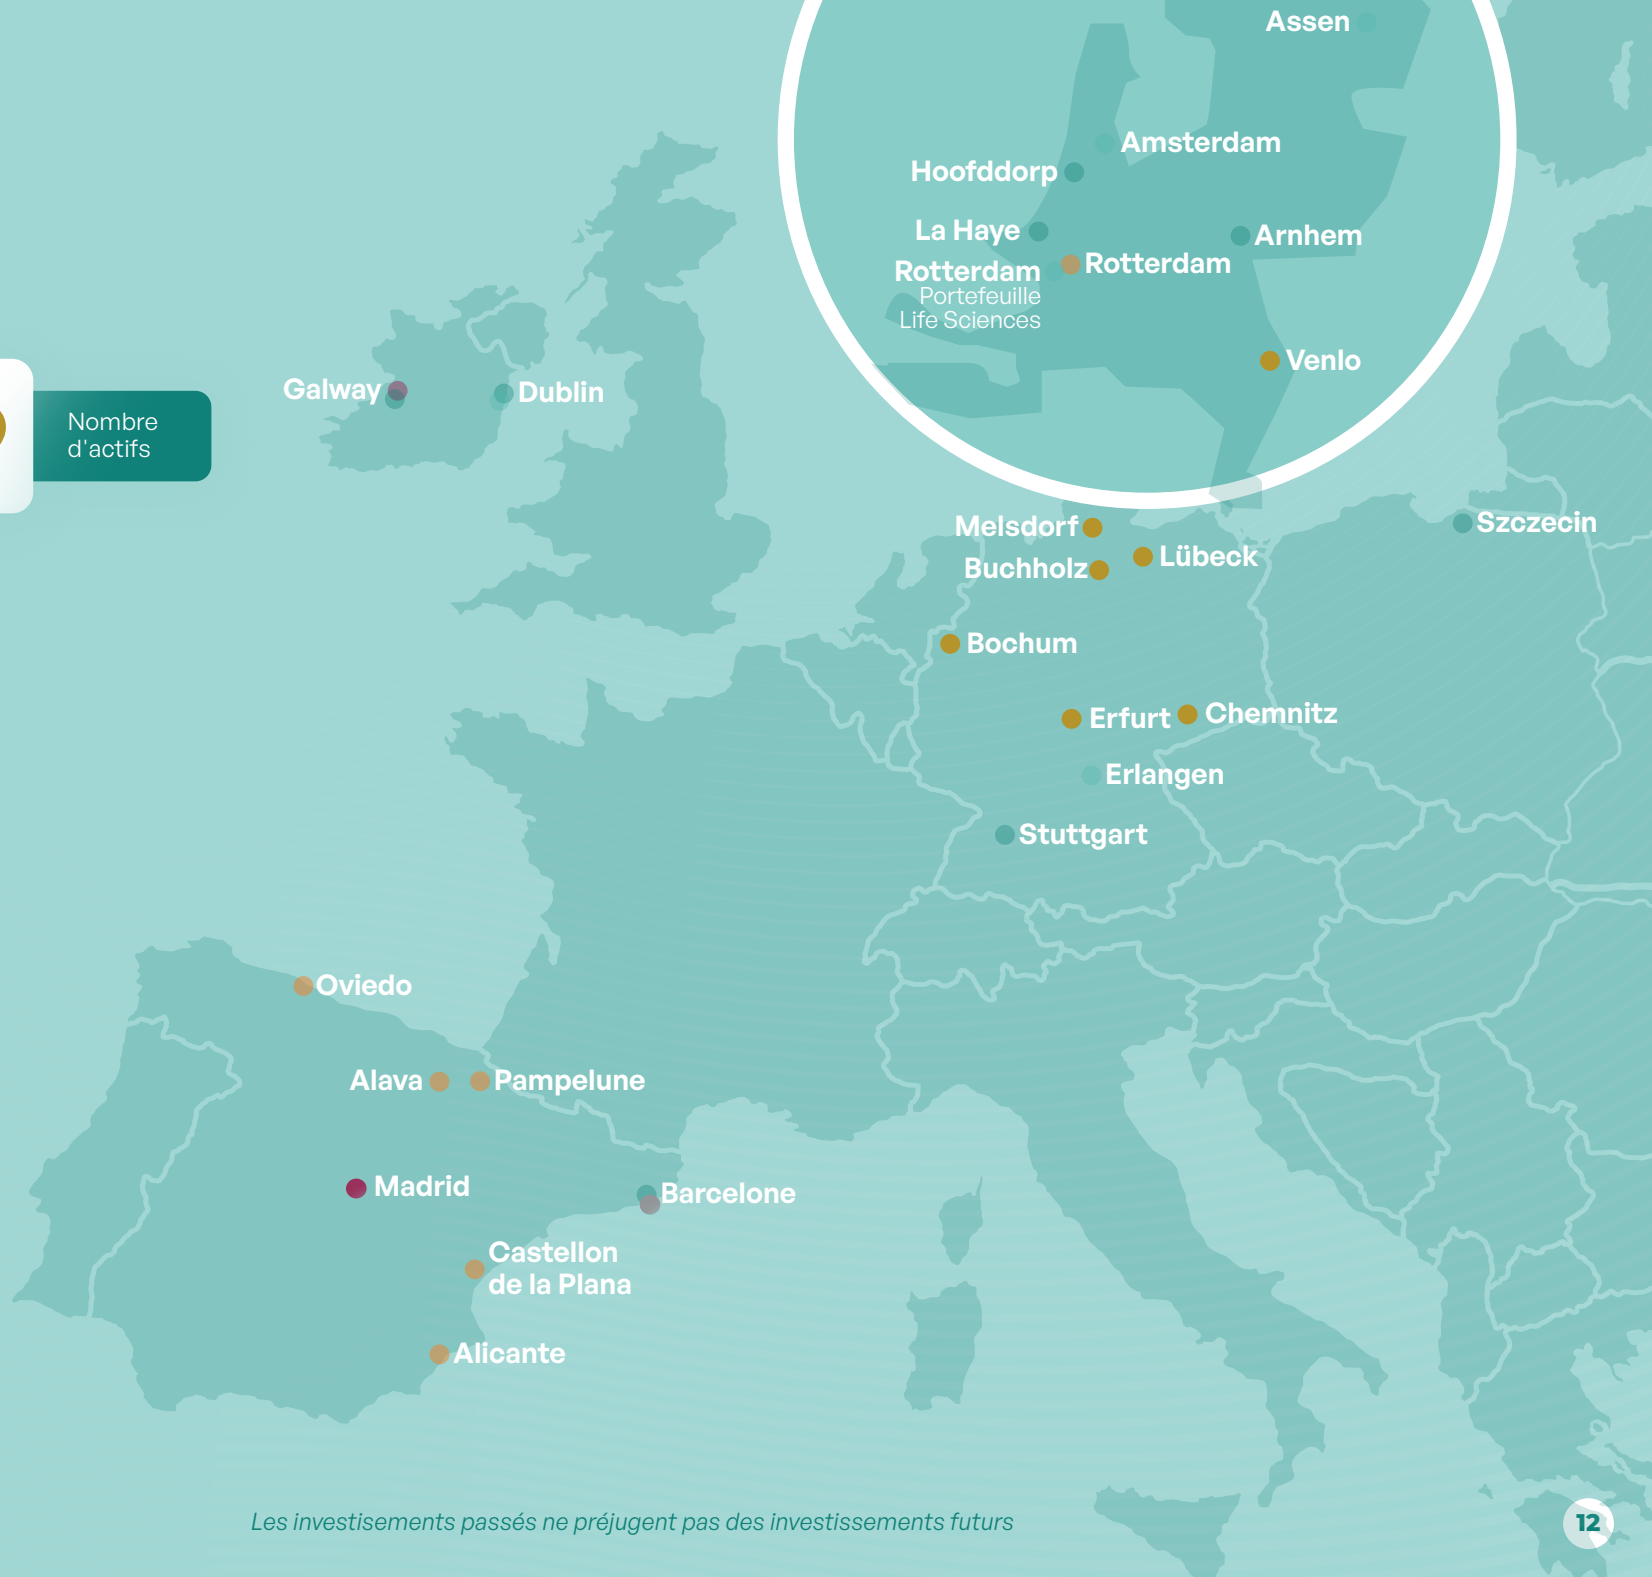 Assen
Amsterdam
Hoofddorp
La Haye
Arnhem
Rotterdam
Rotterdam
Portefeuille
Life Sciences
Venlo
Galway
Dublin
Nombre
d'actifs
Melsdorf
Szczecin
Lübeck
Buchholz
Bochum
Erfurt
Chemnitz
Erlangen
Stuttgart
Oviedo
Alava
Pampelune
Madrid
Barcelone
Castellon
de la Plana
Alicante
Les investisements passés ne préjugent pas des investissements futurs
12